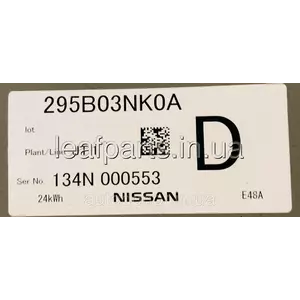 295B03NK0A
lot
Plant/Line
D
Ser No. 134N 000553
24kWh NISSAN E48A
leafparts.in.ua